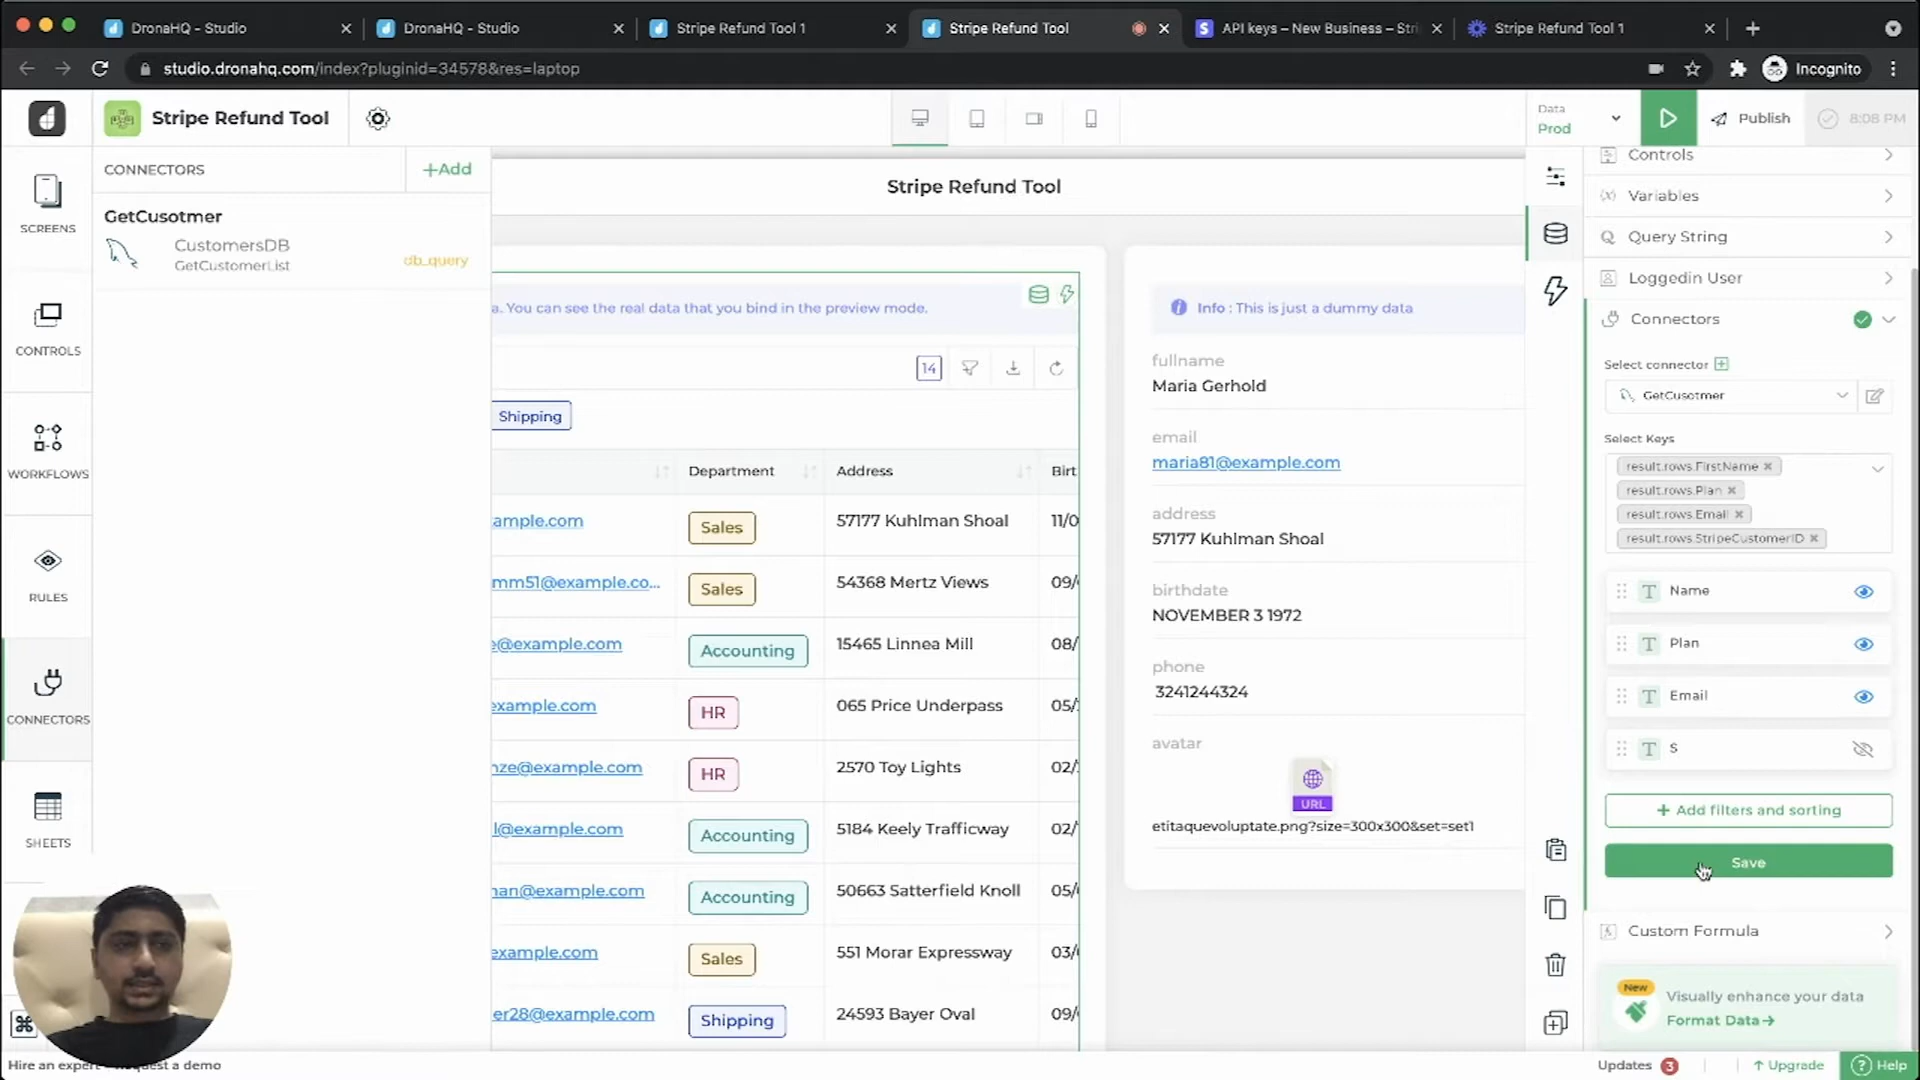 DronaHQ - Studio
DronaHQ - Studio
Stripe Refund Tool 1
Stripe Refund Tool
API keys – New Business – Stri
Stripe Refund Tool 1
studio.dronahq.com/index?pluginid=34578&res=laptop
Incognito
Stripe Refund Tool
Data
Prod
Publish
8:08 PM
SCREENS
CONTROLS
WORKFLOWS
RULES
CONNECTORS
SHEETS
CONNECTORS
+Add
GetCusotmer
CustomersDB
GetCustomerList
db_query
Stripe Refund Tool
a. You can see the real data that you bind in the preview mode.
14
Shipping
Department Address Birt
ample.com Sales 57177 Kuhlman Shoal 11/0
mm51@example.co... Sales 54368 Mertz Views 09/
e@example.com Accounting 15465 Linnea Mill 08/
example.com HR 065 Price Underpass 05/
nze@example.com HR 2570 Toy Lights 02/
l@example.com Accounting 5184 Keely Trafficway 02/
nan@example.com Accounting 50663 Satterfield Knoll 05/
example.com Sales 551 Morar Expressway 03/
er28@example.com Shipping 24593 Bayer Oval 09/
Info : This is just a dummy data
fullname
Maria Gerhold
email
maria81@example.com
address
57177 Kuhlman Shoal
birthdate
NOVEMBER 3 1972
phone
3241244324
avatar
URL
etitaquevoluptate.png?size=300x300&set=set1
Controls
Variables
Query String
Loggedin User
Connectors
Select connector
GetCusotmer
Select Keys
result.rows.FirstName
result.rows.Plan
result.rows.Email
result.rows.StripeCustomerID
T Name
T Plan
T Email
T S
+ Add filters and sorting
Save
Custom Formula
New
Visually enhance your data
Format Data→
Hire an expert
equest a demo
Updates 3
Upgrade
Help